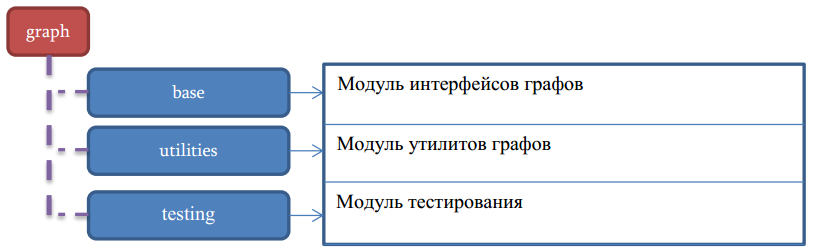 graph
base
Модуль интерфейсов графов
utilities
Модуль утилитов графов
testing
Модуль тестирования